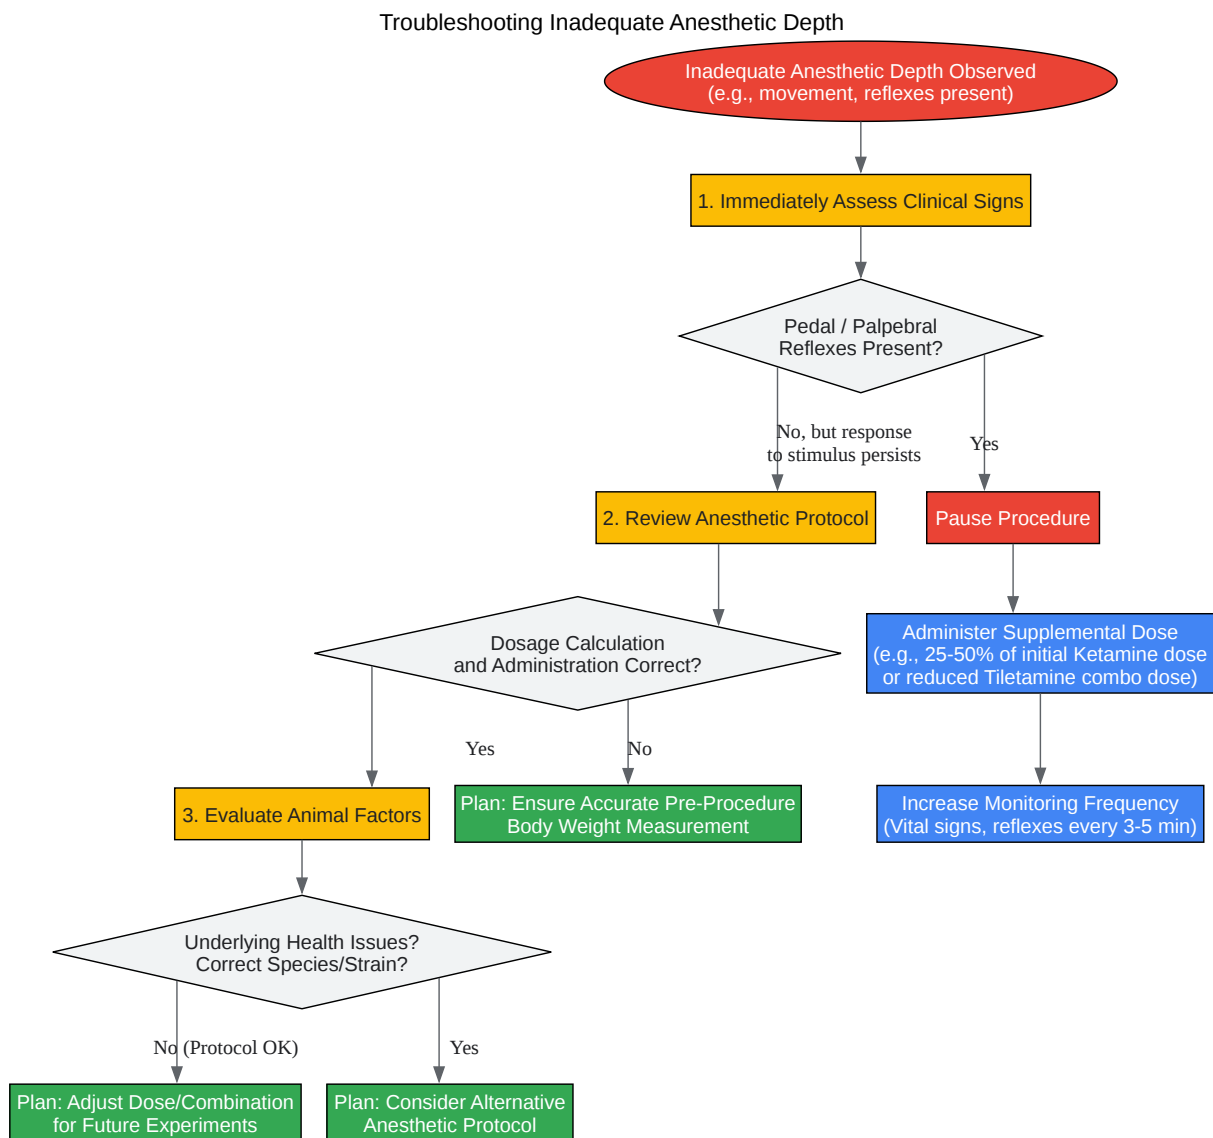 Troubleshooting Inadequate Anesthetic Depth
Inadequate Anesthetic Depth Observed
(e.g., movement, reflexes present)
1. Immediately Assess Clinical Signs
Pedal / Palpebral
Reflexes Present?
No, but response
to stimulus persists
Yes
2. Review Anesthetic Protocol
Pause Procedure
Dosage Calculation
and Administration Correct?
Administer Supplemental Dose
(e.g., 25-50% of initial Ketamine dose
or reduced Tiletamine combo dose)
Yes
No
3. Evaluate Animal Factors
Plan: Ensure Accurate Pre-Procedure
Body Weight Measurement
Increase Monitoring Frequency
(Vital signs, reflexes every 3-5 min)
Underlying Health Issues?
Correct Species/Strain?
No (Protocol OK)
Yes
Plan: Adjust Dose/Combination
for Future Experiments
Plan: Consider Alternative
Anesthetic Protocol